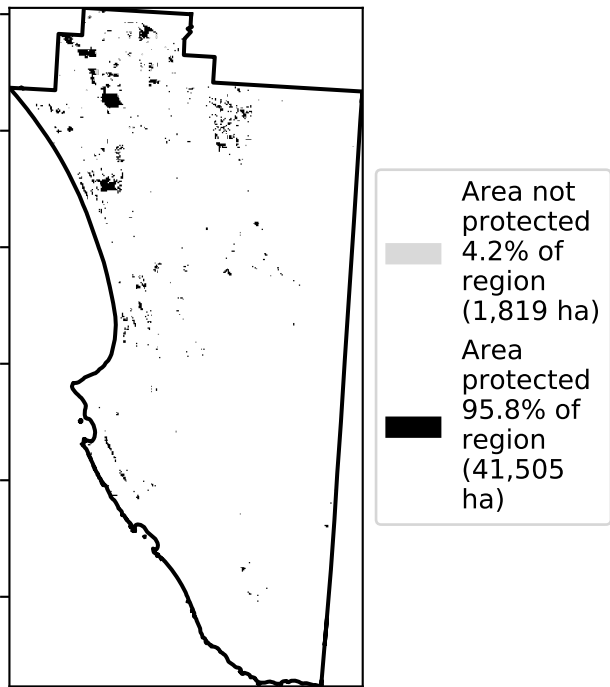 Area not
protected
4.2% of
region
(1,819 ha)
Area
protected
95.8% of
region
(41,505
ha)